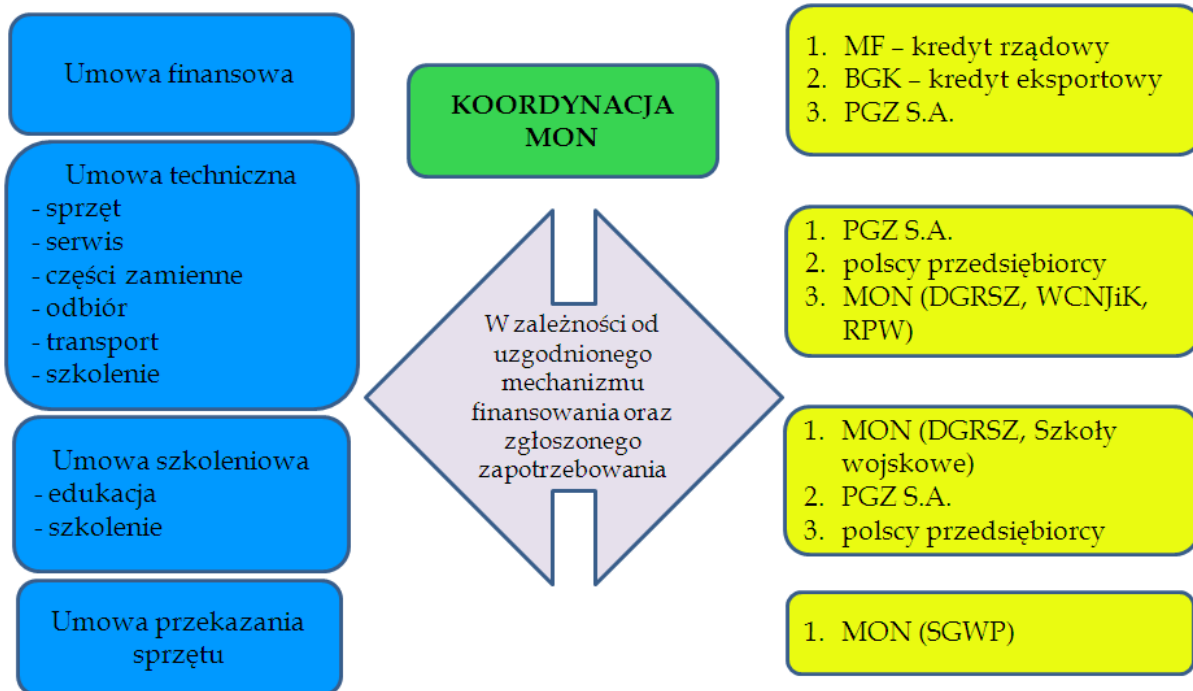 Umowa finansowa
Umowa techniczna
- sprzęt
- serwis
- części zamienne
- odbiór
- transport
- szkolenie
Umowa szkoleniowa
- edukacja
- szkolenie
Umowa przekazania
sprzętu
KOORDYNACJA
MON
W zależności od
uzgodnionego
mechanizmu
finansowania oraz
zgłoszonego
zapotrzebowania
1. MF – kredyt rządowy
2. BGK – kredyt eksportowy
3. PGZ S.A.
1. PGZ S.A.
2. polscy przedsiębiorcy
3. MON (DGRSZ, WCNJiK,
RPW)
1. MON (DGRSZ, Szkoły
wojskowe)
2. PGZ S.A.
3. polscy przedsiębiorcy
1. MON (SGWP)